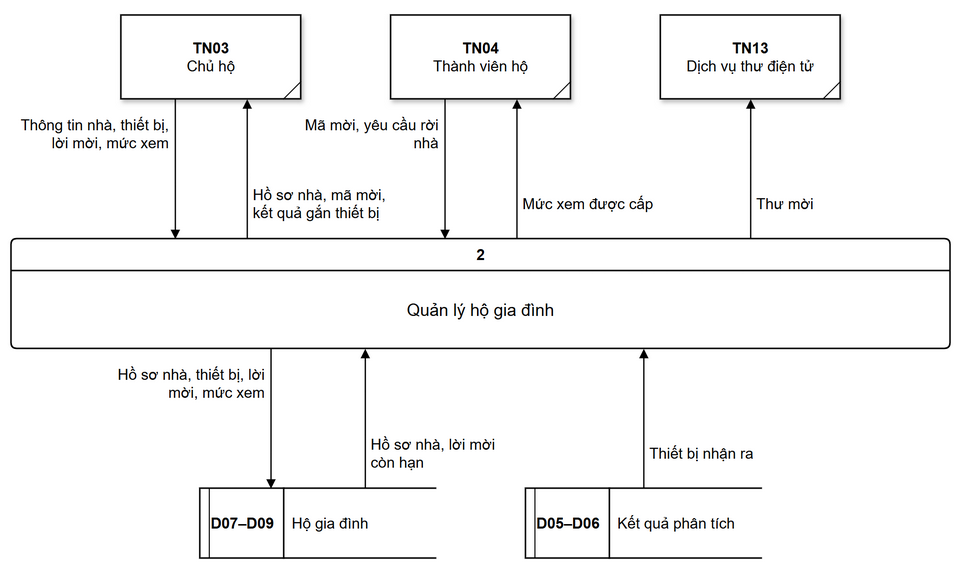 TN03
Chủ hộ
TN04
Thành viên hộ
TN13
Dịch vụ thư điện tử
Thông tin nhà, thiết bị,
lời mời, mức xem
Mã mời, yêu cầu rời
nhà
Hồ sơ nhà, mã mời,
kết quả gắn thiết bị
Mức xem được cấp
Thư mời
2
Quản lý hộ gia đình
Hồ sơ nhà, thiết bị, lời
mời, mức xem
Hồ sơ nhà, lời mời
còn hạn
Thiết bị nhận ra
D07–D09
Hộ gia đình
D05–D06
Kết quả phân tích